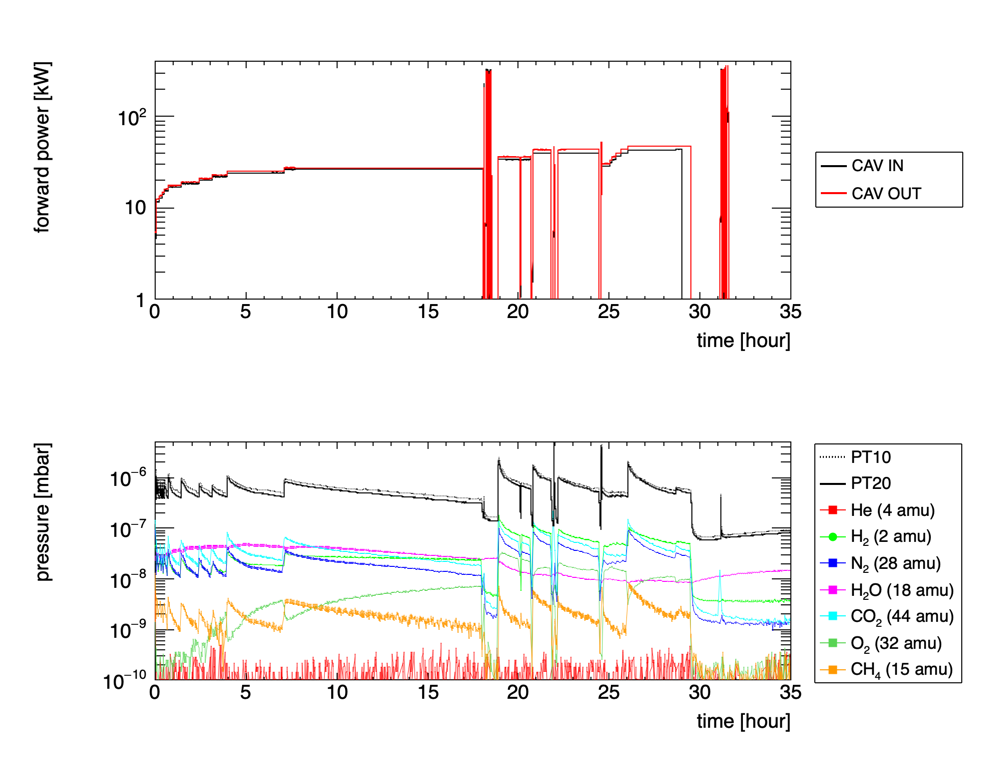 forward power [kW]
10²
10
1
0 5 10 15 20 25 30 35
time [hour]
CAV IN
CAV OUT
pressure [mbar]
10⁻⁶
10⁻⁷
10⁻⁸
10⁻⁹
10⁻¹⁰
0 5 10 15 20 25 30 35
time [hour]
PT10
PT20
He (4 amu)
H₂ (2 amu)
N₂ (28 amu)
H₂O (18 amu)
CO₂ (44 amu)
O₂ (32 amu)
CH₄ (15 amu)